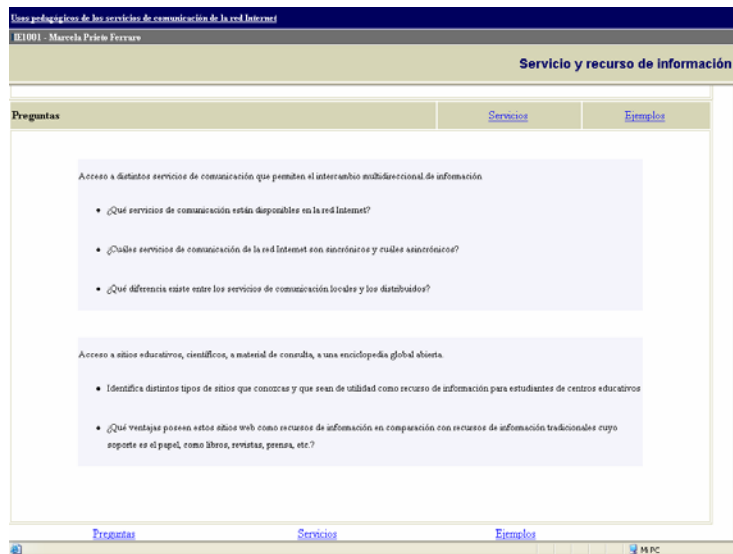 Usos pedagógicos de los servicios de comunicación de la red Internet
IE1001 - Marcela Prieto Ferraro
Servicio y recurso de información
Preguntas Servicios Ejemplos
Acceso a distintos servicios de comunicación que permiten el intercambio multidireccional de información
• ¿Qué servicios de comunicación están disponibles en la red Internet?
• ¿Cuáles servicios de comunicación de la red Internet son sincrónicos y cuáles asincrónicos?
• ¿Qué diferencia existe entre los servicios de comunicación locales y los distribuidos?
Acceso a sitios educativos, científicos, a material de consulta, a una enciclopedia global abierta.
• Identifica distintos tipos de sitios que conozcas y que sean de utilidad como recurso de información para estudiantes de centros educativos
• ¿Qué ventajas poseen estos sitios web como recursos de información en comparación con recursos de información tradicionales cuyo
soporte es el papel, como libros, revistas, prensa, etc.?
Preguntas Servicios Ejemplos
Mi PC